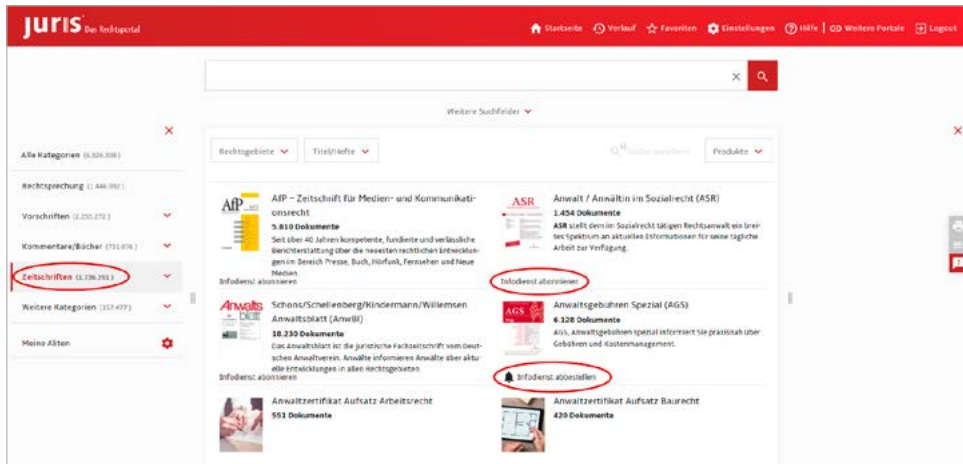 juris Das Rechtsportal
Startseite Verlauf Favoriten Einstellungen Hilfe | Weitere Portale Logout
Weitere Suchfelder
Alle Kategorien
Rechtsprechung
Vorschriften
Kommentare/Bücher
Zeitschriften
Weitere Kategorien
Meine Akten
Rechtsgebiete Titel/Hefte Produkte
AfP
AfP – Zeitschrift für Medien- und Kommunikati-
onsrecht
5.810 Dokumente
Seit über 40 Jahren kompetente, fundierte und verlässliche
Berichterstattung über die neuesten rechtlichen Entwicklun-
gen im Bereich Presse, Buch, Hörfunk, Fernsehen und Neue
Medien
Infodienst abonnieren
ASR
Anwalt / Anwältin im Sozialrecht (ASR)
1.454 Dokumente
ASR stellt dem im Sozialrecht tätigen Rechtsanwalt ein brei-
tes Spektrum an aktuellen Informationen für seine tägliche
Arbeit zur Verfügung.
Infodienst abonnieren
Anwalts
blatt
Schons/Schellenberg/Kindermann/Willemsen
Anwaltsblatt (AnwBl)
18.230 Dokumente
Das Anwaltsblatt ist die juristische Fachzeitschrift vom Deut-
schen Anwaltverein. Anwälte informieren Anwälte über aktu-
elle Entwicklungen in allen Rechtsgebieten
Infodienst abonnieren
AGS
Anwaltsgebühren Spezial (AGS)
6.128 Dokumente
AGS, Anwaltsgebühren spezial informiert Sie praxisnah über
Gebühren und Kostenmanagement.
Infodienst abbestellen
Anwaltzertifikat Aufsatz Arbeitsrecht
551 Dokumente
Anwaltzertifikat Aufsatz Baurecht
420 Dokumente